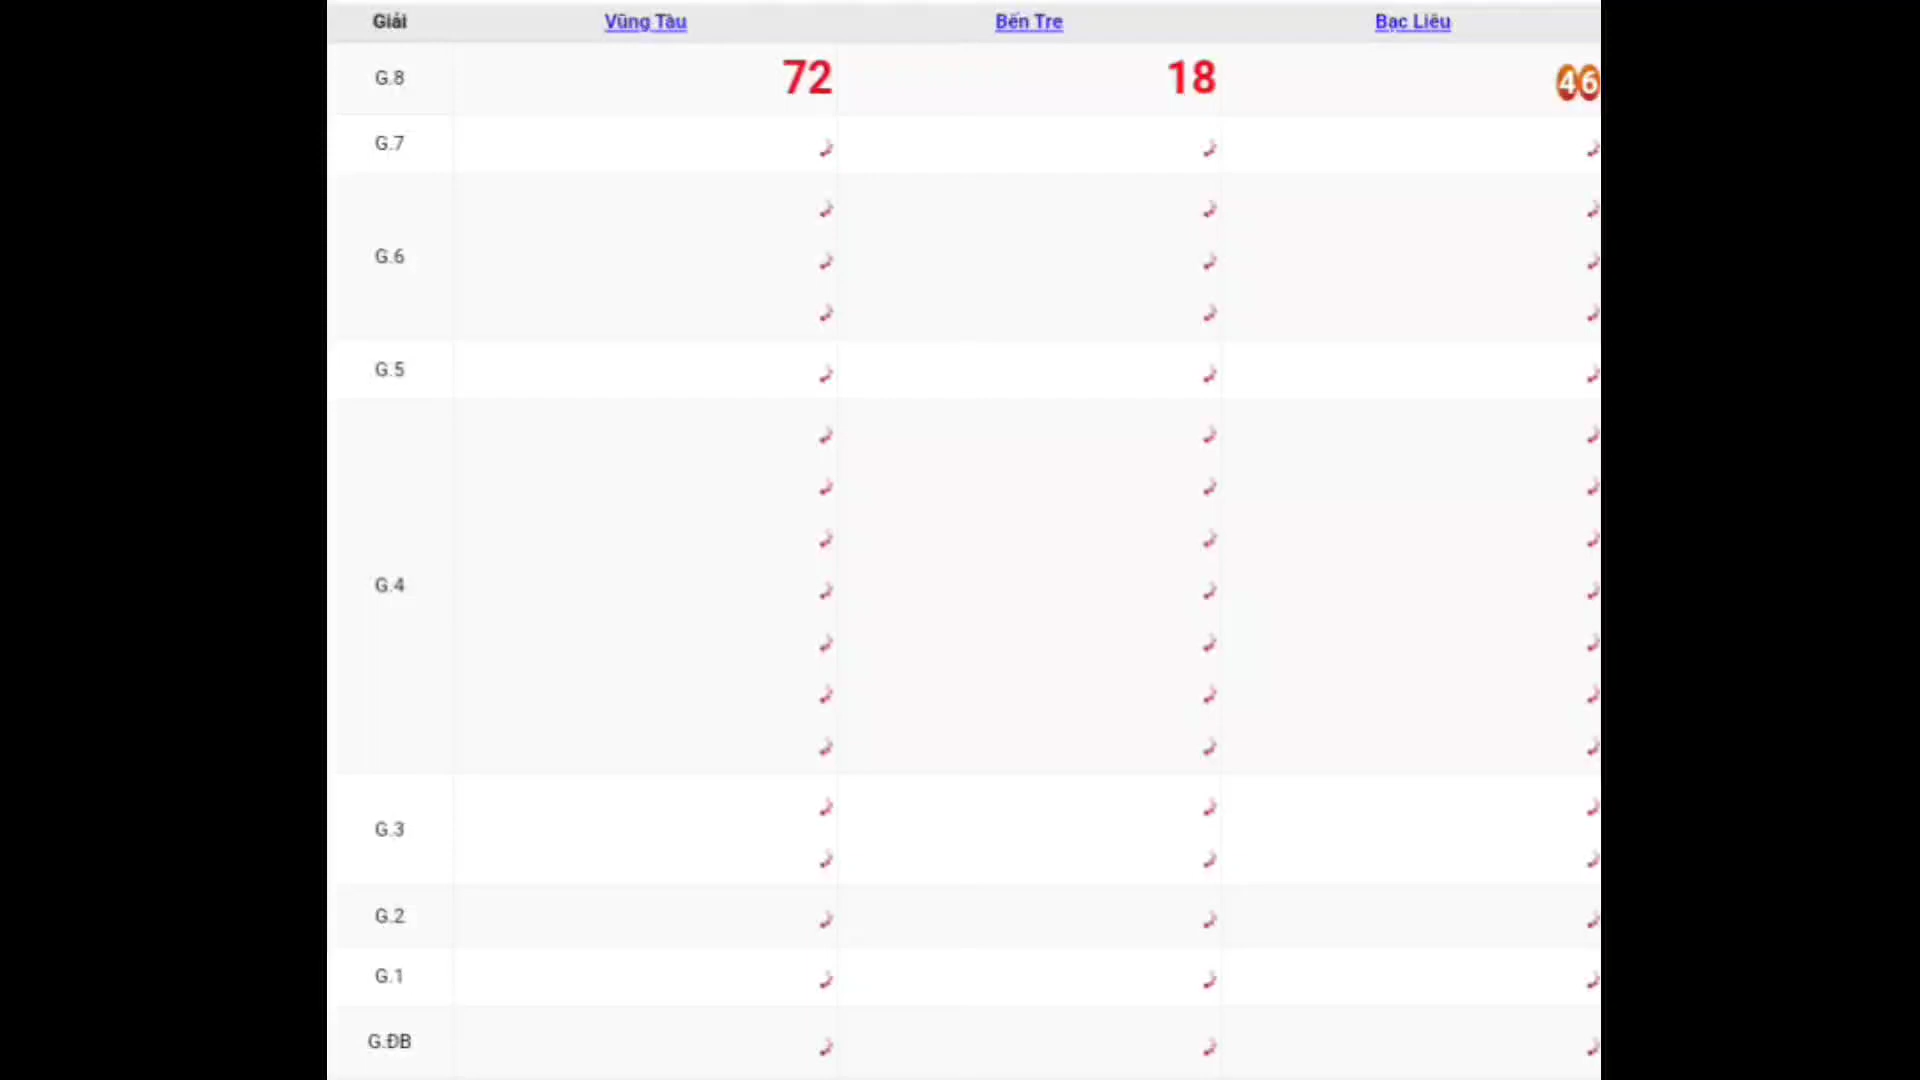 Giải Vũng Tàu Bến Tre Bạc Liêu
G.8 72 18 46
G.7
G.6
G.5
G.4
G.3
G.2
G.1
G.ĐB